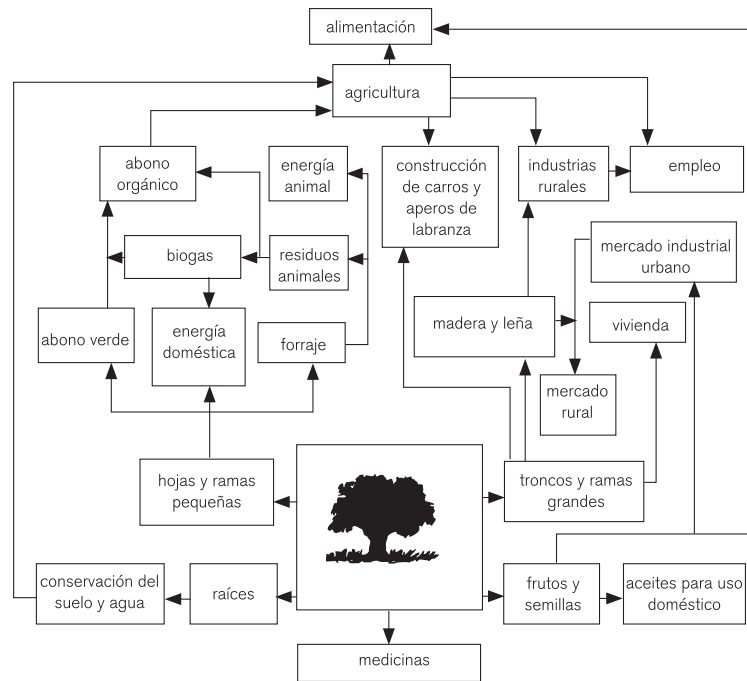 alimentación
agricultura
abono
orgánico
energía
animal
construcción
de carros y
aperos de
labranza
industrias
rurales
empleo
biogas
residuos
animales
mercado industrial
urbano
abono verde
energía
doméstica
forraje
madera y leña
vivienda
mercado
rural
hojas y ramas
pequeñas
troncos y ramas
grandes
conservación del
suelo y agua
raíces
frutos y
semillas
aceites para uso
doméstico
medicinas